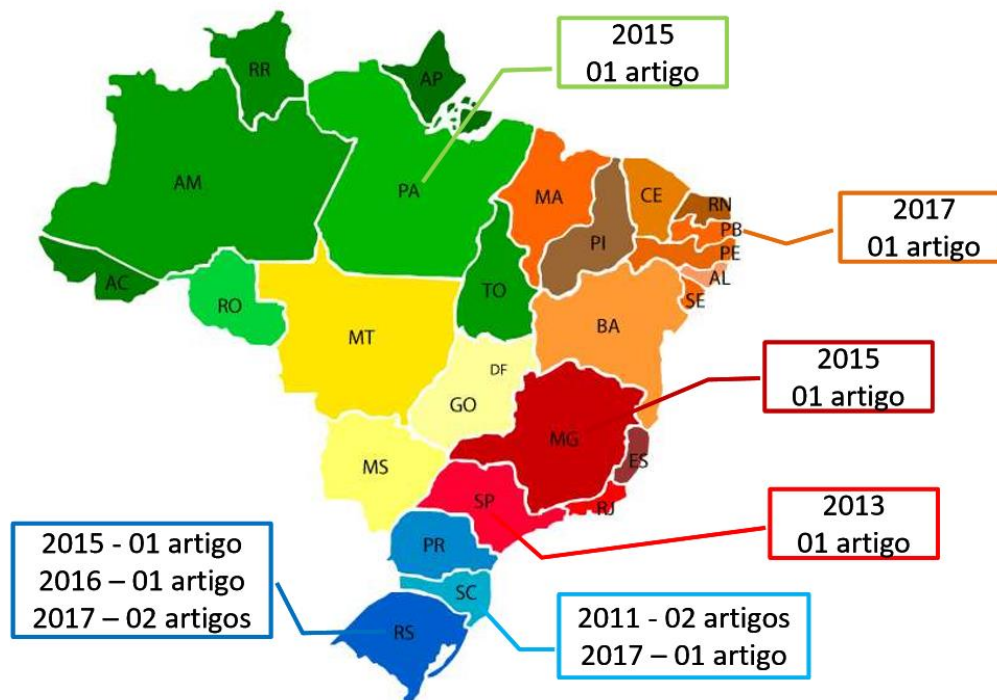 2015
01 artigo
RR
AP
AM
PA
MA
CE
RN
PB
PI
PE
AL
SE
2017
01 artigo
AC
RO
TO
BA
MT
DF
GO
2015
01 artigo
MG
ES
MS
SP
RJ
2013
01 artigo
PR
SC
RS
2015 - 01 artigo
2016 – 01 artigo
2017 – 02 artigos
2011 - 02 artigos
2017 – 01 artigo